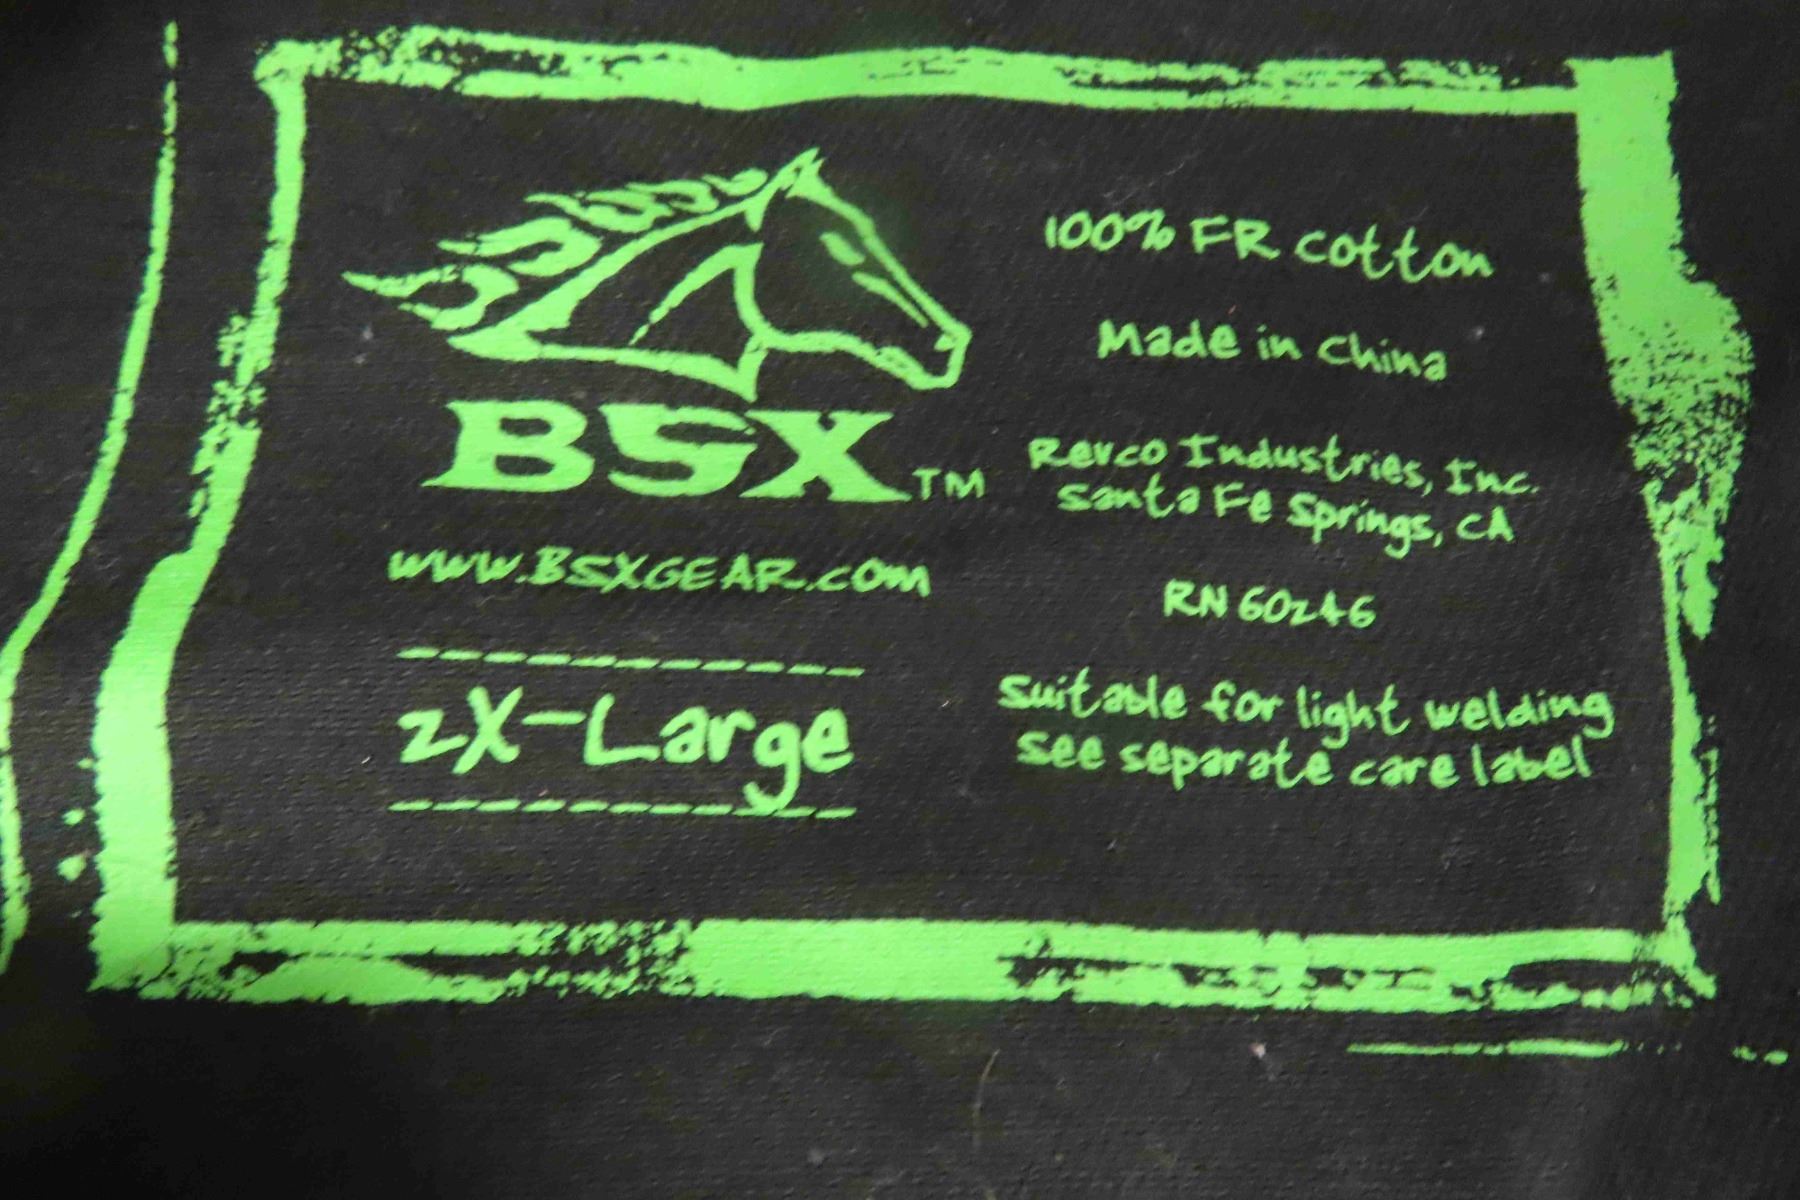 BSX™
www.BSXGEAR.com
2X-Large
100% FR cotton
Made in China
Revco Industries, Inc.
Santa Fe Springs, CA
RN 60246
suitable for light welding
see separate care label